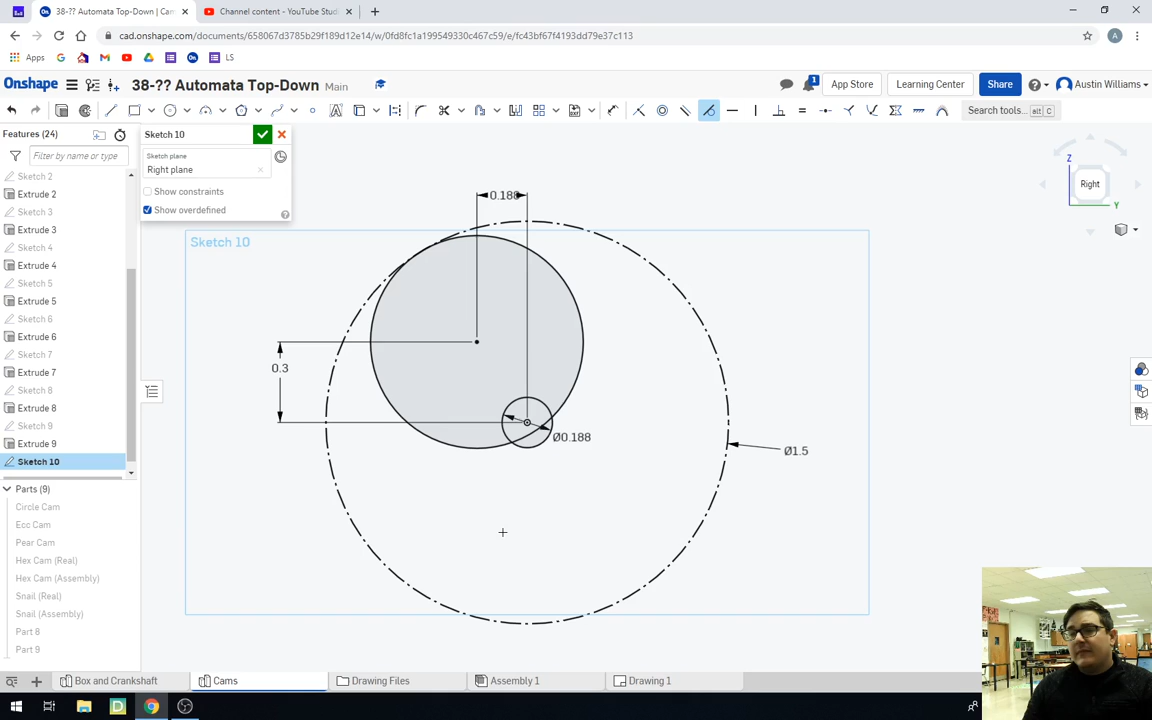 38-?? Automata Top-Down | Cam
Channel content - YouTube Studi
cad.onshape.com/documents/658067d3785b29f189d12e14/w/0fd8fc1a199549330c467c59/e/fc43bf67f4193dd79e37c113
A
Apps
LS
Onshape
38-?? Automata Top-Down Main
1
App Store
Learning Center
Share
Austin Williams
Search tools...
alt C
Features (24)
Filter by name or type
Sketch 2
Extrude 2
Sketch 3
Extrude 3
Sketch 4
Extrude 4
Sketch 5
Extrude 5
Sketch 6
Extrude 6
Sketch 7
Extrude 7
Sketch 8
Extrude 8
Sketch 9
Extrude 9
Sketch 10
Parts (9)
Circle Cam
Ecc Cam
Pear Cam
Hex Cam (Real)
Hex Cam (Assembly)
Snail (Real)
Snail (Assembly)
Part 8
Part 9
Sketch 10
Sketch plane
Right plane
Show constraints
Show overdefined
Sketch 10
0.188
0.3
Ø0.188
Ø1.5
Z
Right
Y
Box and Crankshaft
Cams
Drawing Files
Assembly 1
Drawing 1
D